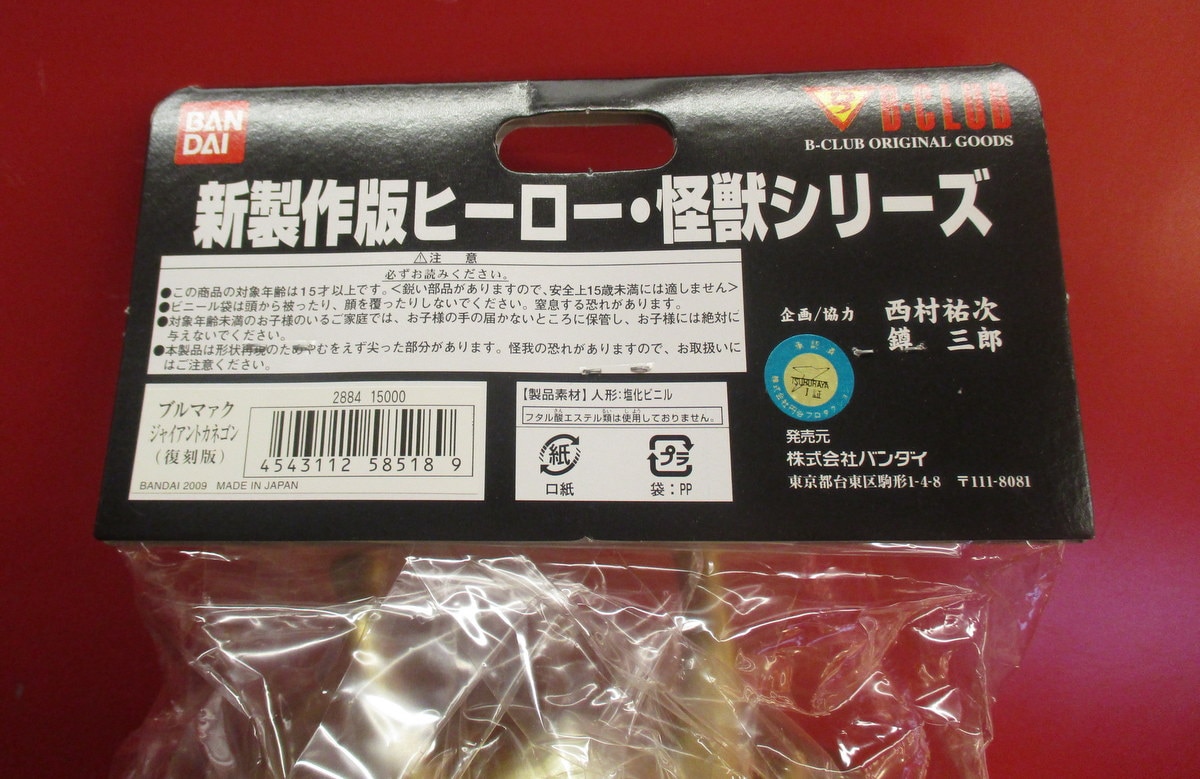 BAN
DAI
B-CLUB
B-CLUB ORIGINAL GOODS
新製作版ヒーロー・怪獣シリーズ
⚠注 意
必ずお読みください。
●この商品の対象年齢は15才以上です。<鋭い部品がありますので、安全上15歳未満には適しません>
●ビニール袋は頭から被ったり、顔を覆ったりしないでください。窒息する恐れがあります。
●対象年齢未満のお子様のいるご家庭では、お子様の手の届かないところに保管し、お子様には絶対に
与えないでください。
●本製品は形状再現のためやむをえず尖った部分があります。怪我の恐れがありますので、お取扱いに
はご注意ください。
企画/協力 西村祐次
鐏 三郎
ブルマァク
ジャイアントカネゴン
(復刻版)
2884 15000
4543112 585189
BANDAI 2009 MADE IN JAPAN
【製品素材】人形:塩化ビニル
フタル酸エステル類は使用しておりません。
紙
口紙
プラ
袋:PP
TSUBURAYA
1 証
発売元
株式会社バンダイ
東京都台東区駒形1-4-8 〒111-8081